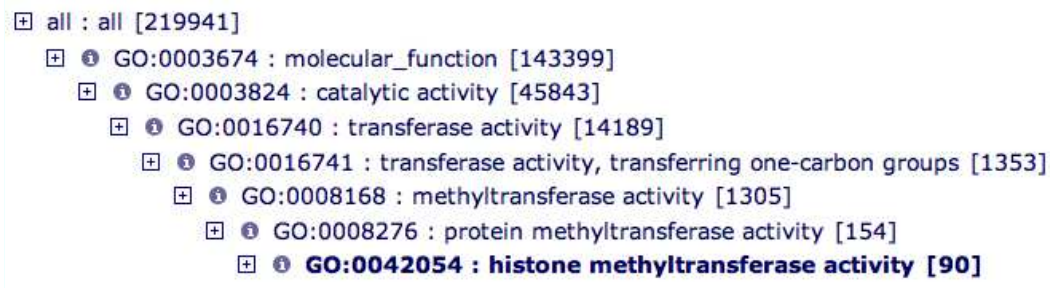 all : all [219941]
GO:0003674 : molecular_function [143399]
GO:0003824 : catalytic activity [45843]
GO:0016740 : transferase activity [14189]
GO:0016741 : transferase activity, transferring one-carbon groups [1353]
GO:0008168 : methyltransferase activity [1305]
GO:0008276 : protein methyltransferase activity [154]
GO:0042054 : histone methyltransferase activity [90]